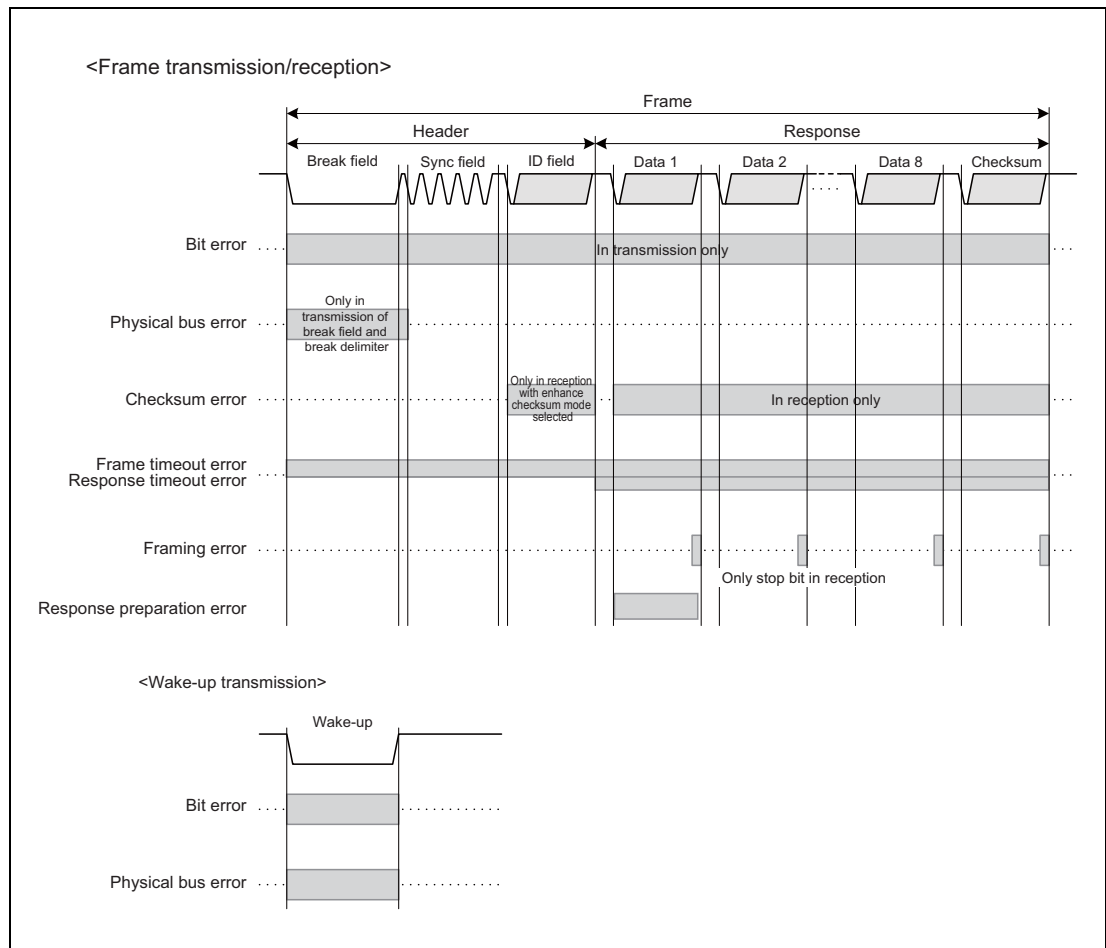 <Frame transmission/reception>
Frame
Header
Response
Break field
Sync field
ID field
Data 1
Data 2
Data 8
Checksum
Bit error
In transmission only
Physical bus error
Only in
transmission of
break field and
break delimiter
Checksum error
Only in reception
with enhance
checksum mode
selected
In reception only
Frame timeout error
Response timeout error
Framing error
Only stop bit in reception
Response preparation error
<Wake-up transmission>
Wake-up
Bit error
Physical bus error